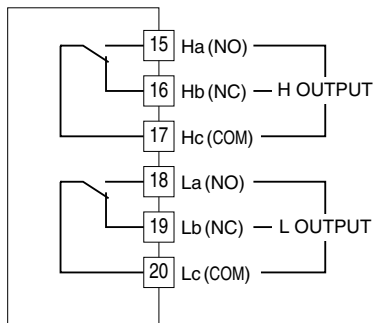 15 Ha (NO)
16 Hb (NC) H OUTPUT
17 Hc (COM)
18 La (NO)
19 Lb (NC) L OUTPUT
20 Lc (COM)